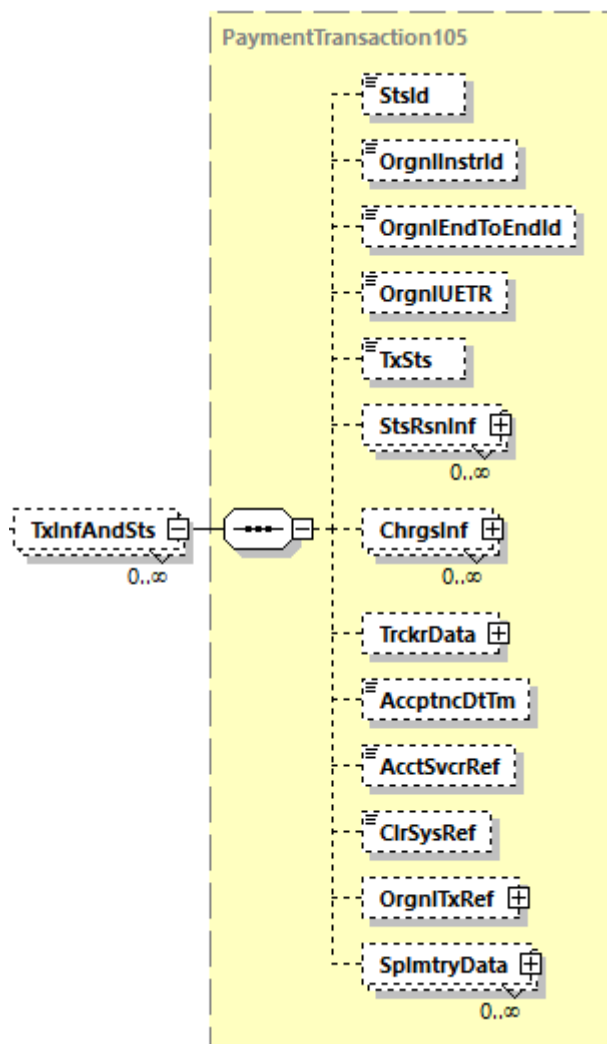 PaymentTransaction105
StsId
OrgnlInstrId
OrgnlEndToEndId
OrgnlUETR
TxSts
StsRsnInf
0..∞
TxInfAndSts
0..∞
ChrgsInf
0..∞
TrckrData
AccptncDtTm
AcctSvcrRef
ClrSysRef
OrgnlTxRef
SplmtryData
0..∞